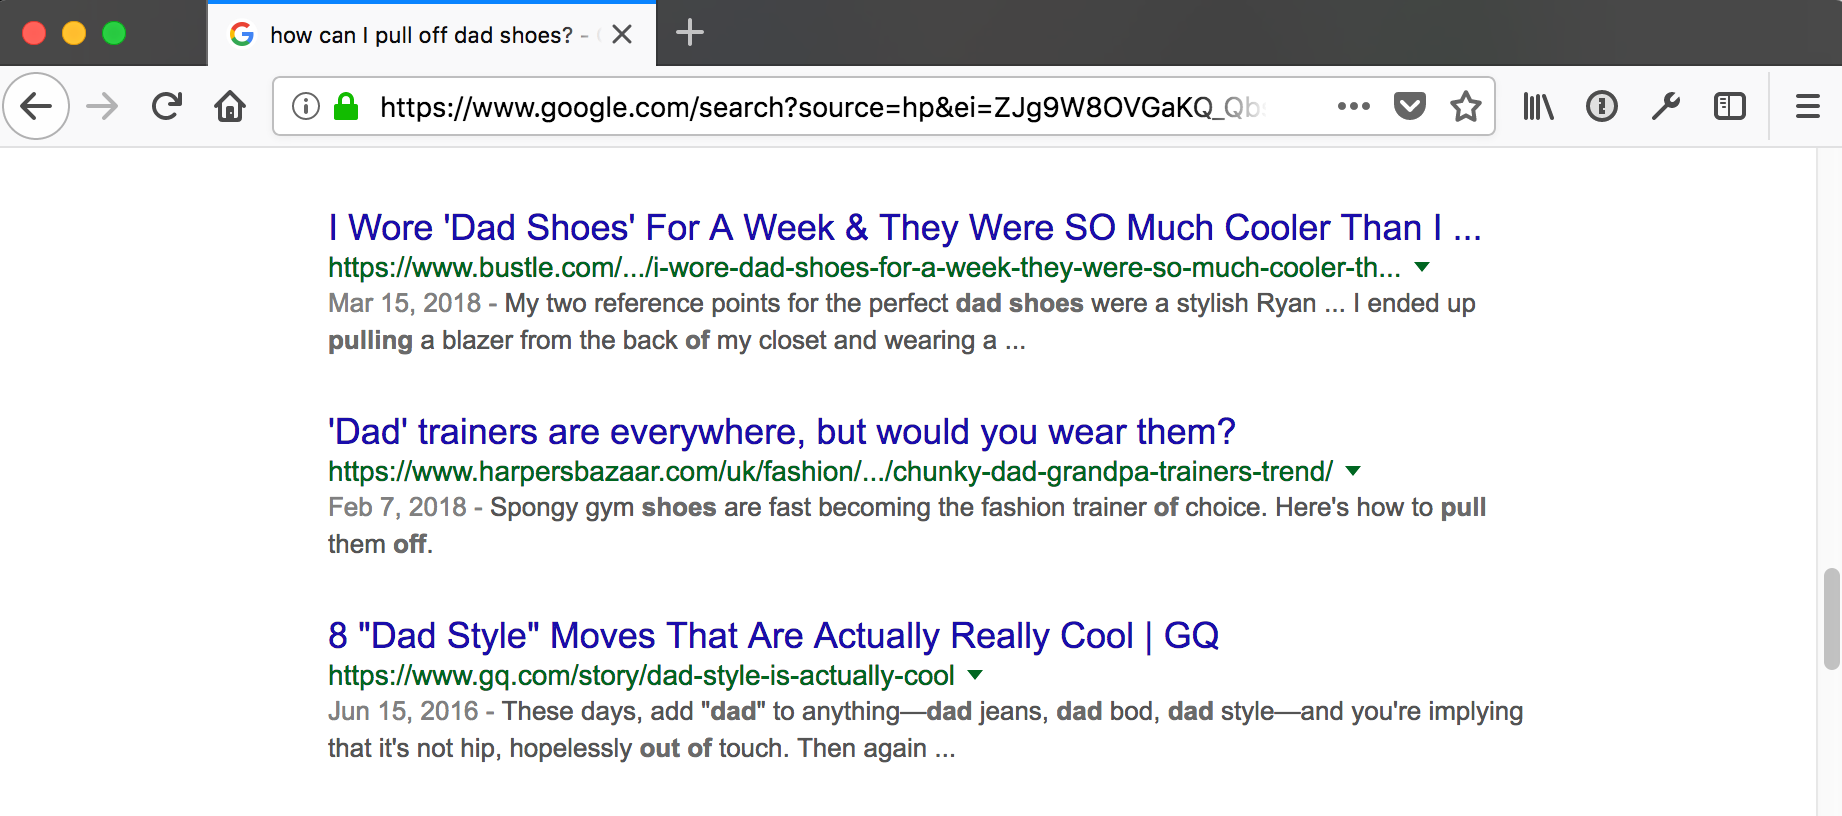 how can I pull off dad shoes? -
https://www.google.com/search?source=hp&ei=ZJg9W8OVGaKQ_Qb
I Wore 'Dad Shoes' For A Week & They Were SO Much Cooler Than I ...
https://www.bustle.com/.../i-wore-dad-shoes-for-a-week-they-were-so-much-cooler-th...
Mar 15, 2018 - My two reference points for the perfect dad shoes were a stylish Ryan ... I ended up
pulling a blazer from the back of my closet and wearing a ...
'Dad' trainers are everywhere, but would you wear them?
https://www.harpersbazaar.com/uk/fashion/.../chunky-dad-grandpa-trainers-trend/
Feb 7, 2018 - Spongy gym shoes are fast becoming the fashion trainer of choice. Here's how to pull
them off.
8 "Dad Style" Moves That Are Actually Really Cool | GQ
https://www.gq.com/story/dad-style-is-actually-cool
Jun 15, 2016 - These days, add "dad" to anything—dad jeans, dad bod, dad style—and you're implying
that it's not hip, hopelessly out of touch. Then again ...